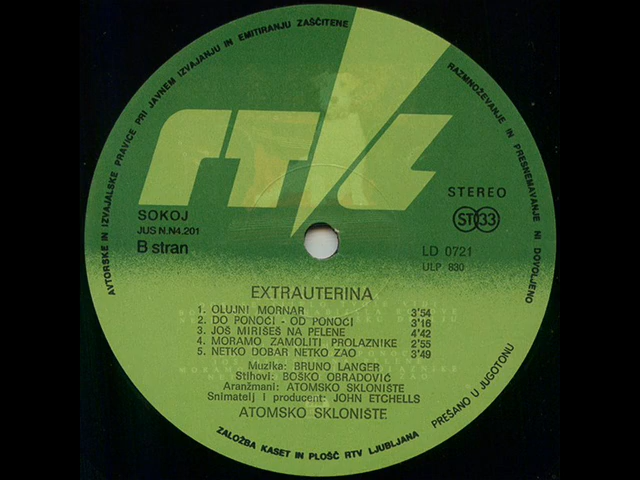 AVTORSKE IN IZVAJALSKE PRAVICE PRI JAVNEM IZVAJANJU IN EMITIRANJU ZAŠČITENE
RAZMNOŽEVANJE IN PRESNEMAVANJE NI DOVOLJENO
RTVL
SOKOJ
JUS N.N4.201
B stran
STEREO
ST 33
LD 0721
ULP 830
EXTRAUTERINA
1. OLUJNI MORNAR 3'54
2. DO PONOĆI - OD PONOĆI 3'16
3. JOŠ MIRIŠEŠ NA PELENE 4'42
4. MORAMO ZAMOLITI PROLAZNIKE 2'55
5. NETKO DOBAR NETKO ZAO 3'49
Muzika: BRUNO LANGER
Stihovi: BOŠKO OBRADOVIĆ
Aranžmani: ATOMSKO SKLONIŠTE
Snimatelj i producent: JOHN ETCHELLS
ATOMSKO SKLONIŠTE
PREŠANO U JUGOTONU
ZALOŽBA KASET IN PLOŠČ RTV LJUBLJANA